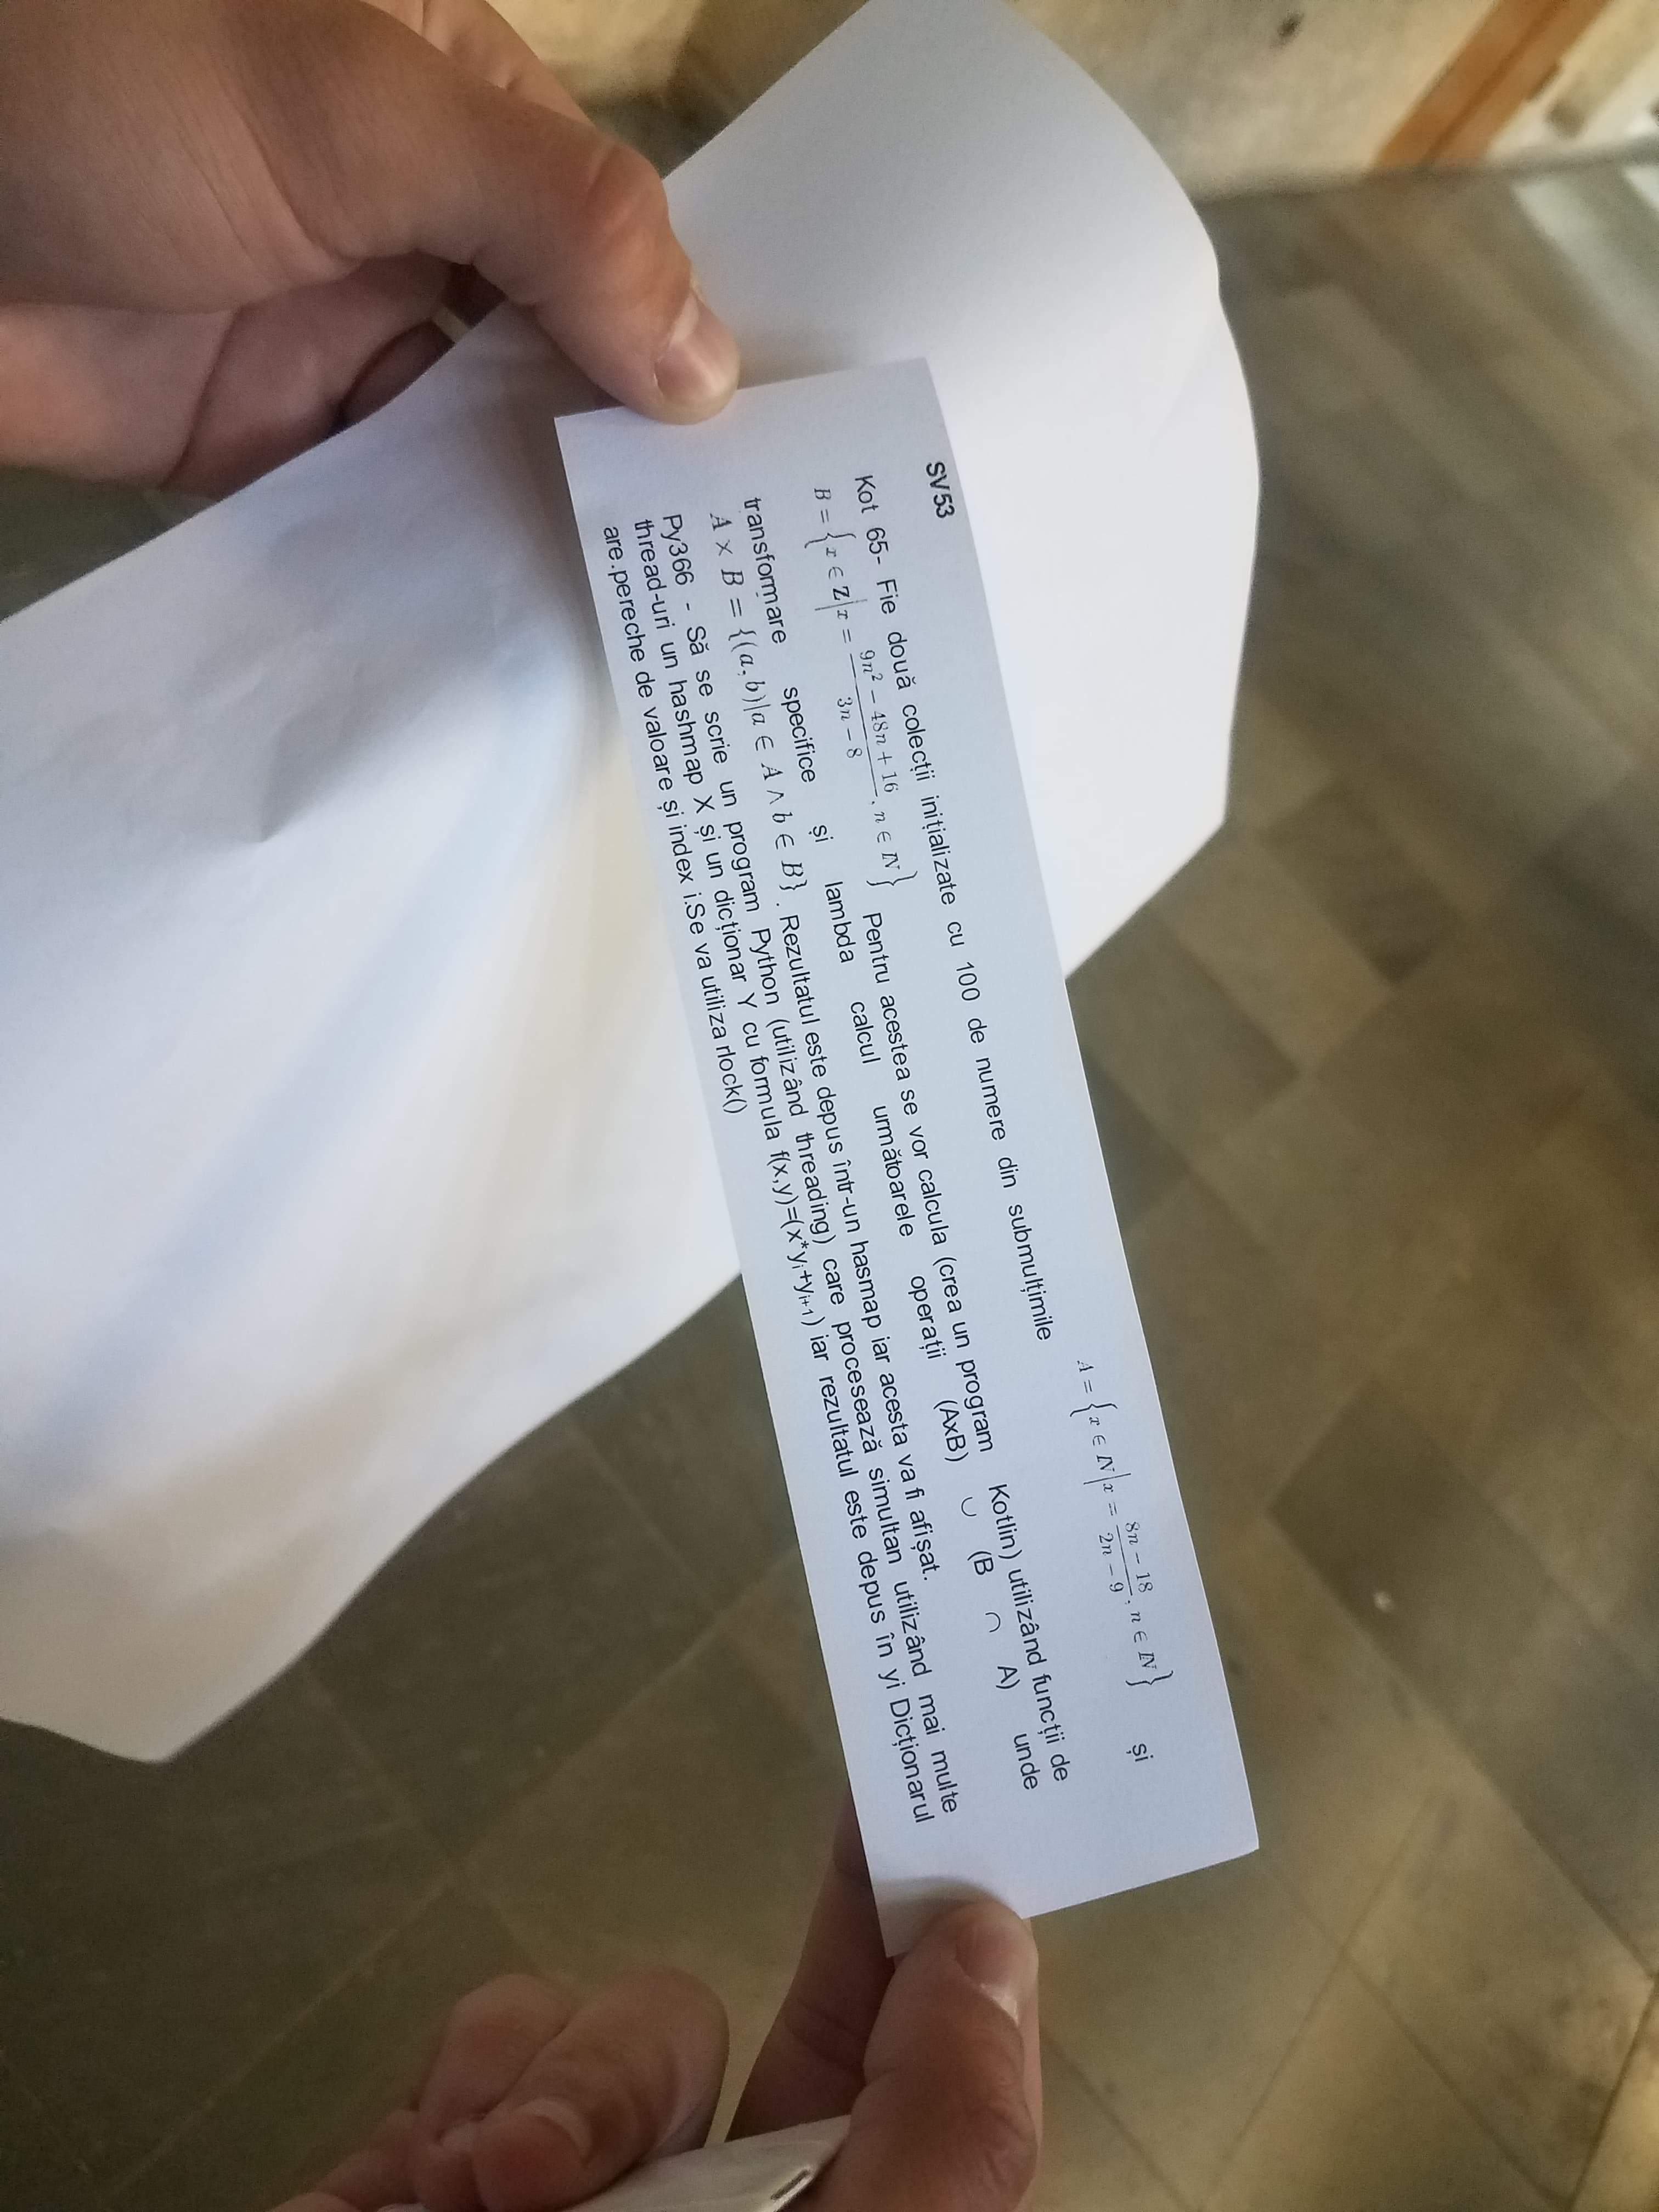 SV53
Kot 65- Fie două colecții inițializate cu 100 de numere din submulțimile A = {x ∈ ℕ | x = (8n − 18)/(2n − 9), n ∈ ℕ} și
B = {x ∈ ℤ | x = (9n² − 48n + 16)/(3n − 8), n ∈ ℕ} Pentru acestea se vor calcula (crea un program Kotlin) utilizând funcții de
transformare specifice și lambda calcul următoarele operații (AxB) ∪ (B ∩ A) unde
A × B = {(a, b)|a ∈ A ∧ b ∈ B}. Rezultatul este depus într-un hasmap iar acesta va fi afișat.
Py366 - Să se scrie un program Python (utilizând threading) care procesează simultan utilizând mai multe
thread-uri un hashmap X și un dicționar Y cu formula f(x,y)=(x*yᵢ+yᵢ₊₁) iar rezultatul este depus în yi Dicționarul
are.pereche de valoare și index i.Se va utiliza rlock()